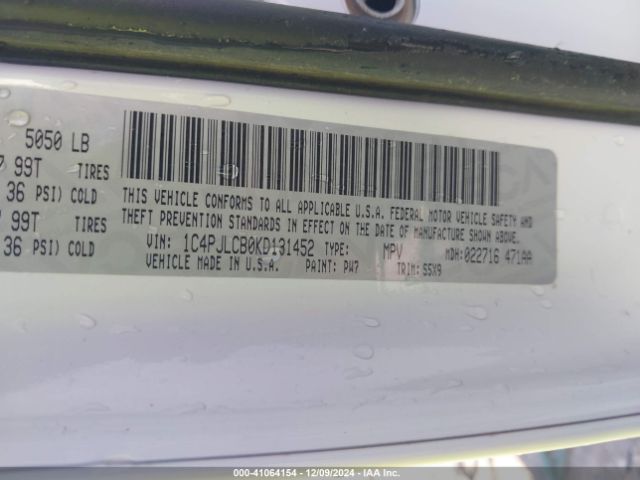 5050 LB
99T TIRES
36 PSI) COLD
99T TIRES
36 PSI) COLD
THIS VEHICLE CONFORMS TO ALL APPLICABLE U.S.A. FEDERAL MOTOR VEHICLE SAFETY AND
THEFT PREVENTION STANDARDS IN EFFECT ON THE DATE OF MANUFACTURE SHOWN ABOVE.
VIN: 1C4PJLCB0KD131452 TYPE: MPV MDH:022716 471AA
VEHICLE MADE IN U.S.A. PAINT: PW7 TRIM: S5X9
000-41064154 | 12/09/2024 | IAA Inc.